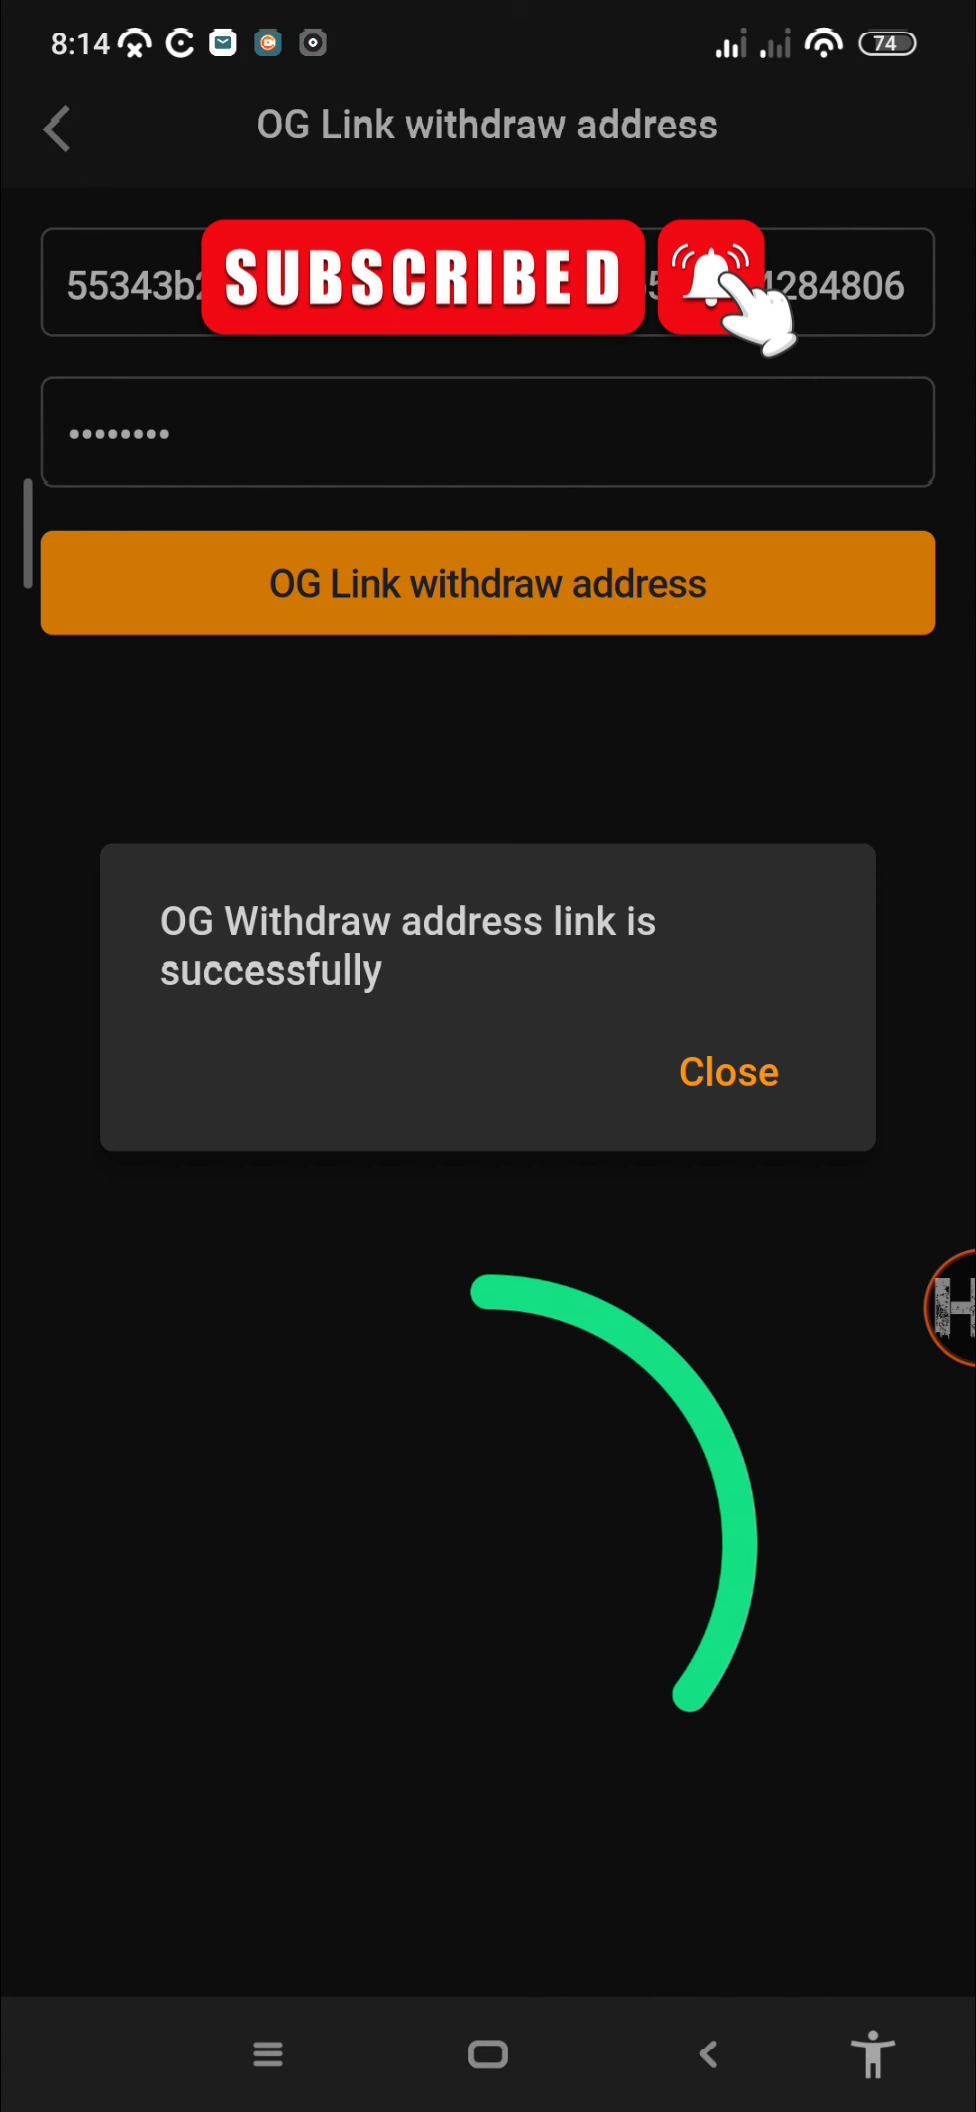 8:14
74
OG Link withdraw address
SUBSCRIBED
284806
••••••••
OG Link withdraw address
OG Withdraw address link is
successfully
Close
H